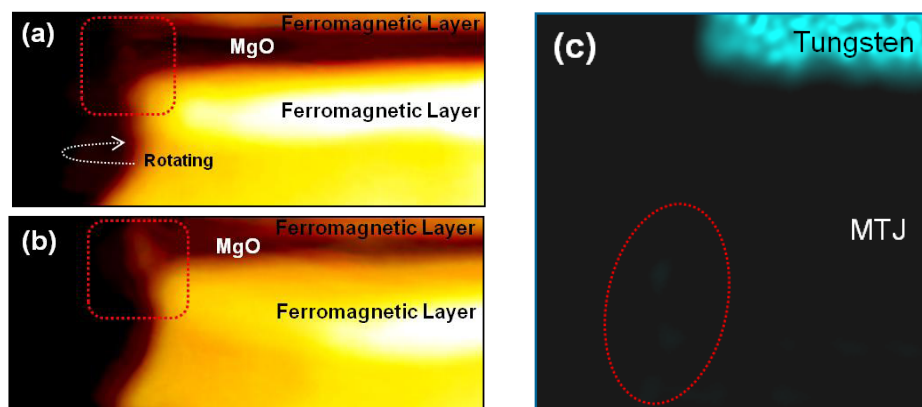 (a)
Ferromagnetic Layer
MgO
Ferromagnetic Layer
Rotating
(b)
Ferromagnetic Layer
MgO
Ferromagnetic Layer
(c)
Tungsten
MTJ